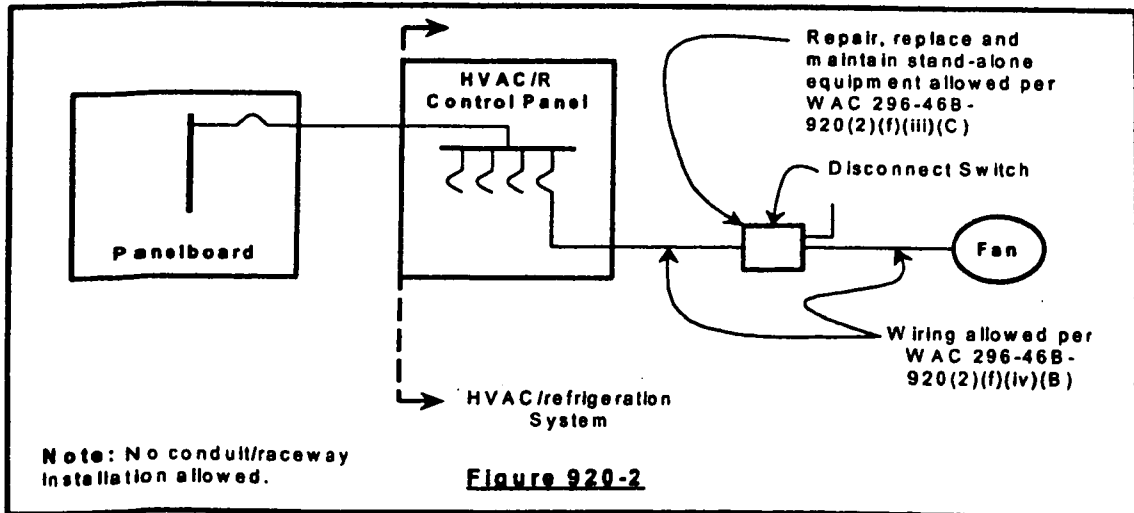 HVAC/R
Control Panel
Panelboard
Repair, replace and
maintain stand-alone
equipment allowed per
WAC 296-46B-
920(2)(f)(iii)(C)
Disconnect Switch
Fan
Wiring allowed per
WAC 296-46B-
920(2)(f)(iv)(B)
HVAC/refrigeration
System
Note: No conduit/raceway
installation allowed.
Figure 920-2